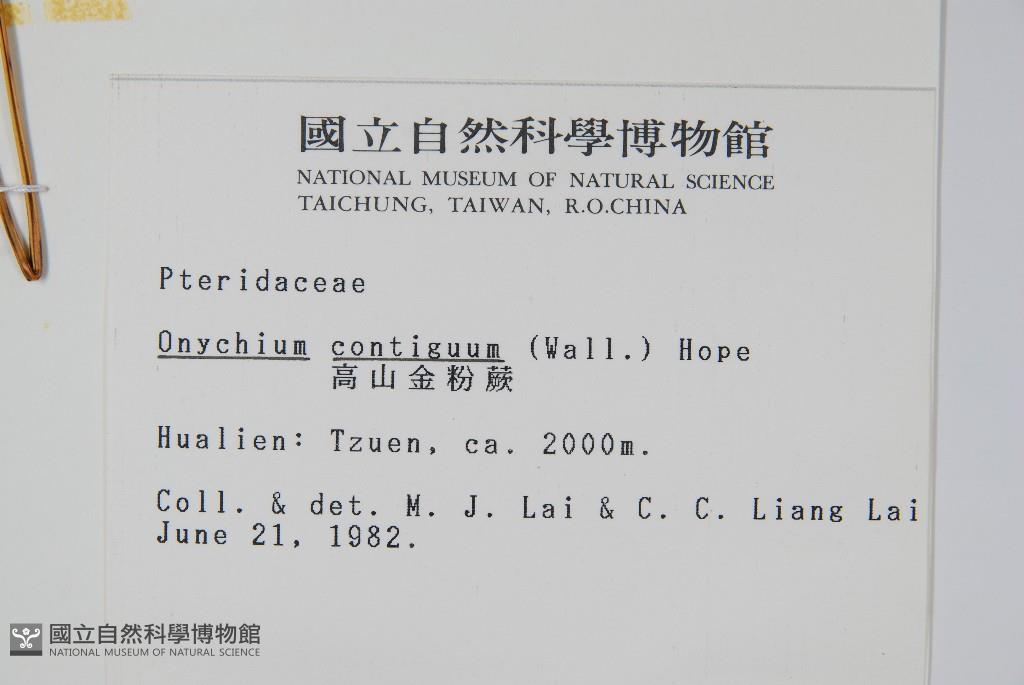 國立自然科學博物館
NATIONAL MUSEUM OF NATURAL SCIENCE
TAICHUNG, TAIWAN, R.O.CHINA
Pteridaceae
Onychium contiguum (Wall.) Hope
高山金粉蕨
Hualien: Tzuen, ca. 2000m.
Coll. & det. M. J. Lai & C. C. Liang Lai
June 21, 1982.
國立自然科學博物館
NATIONAL MUSEUM OF NATURAL SCIENCE